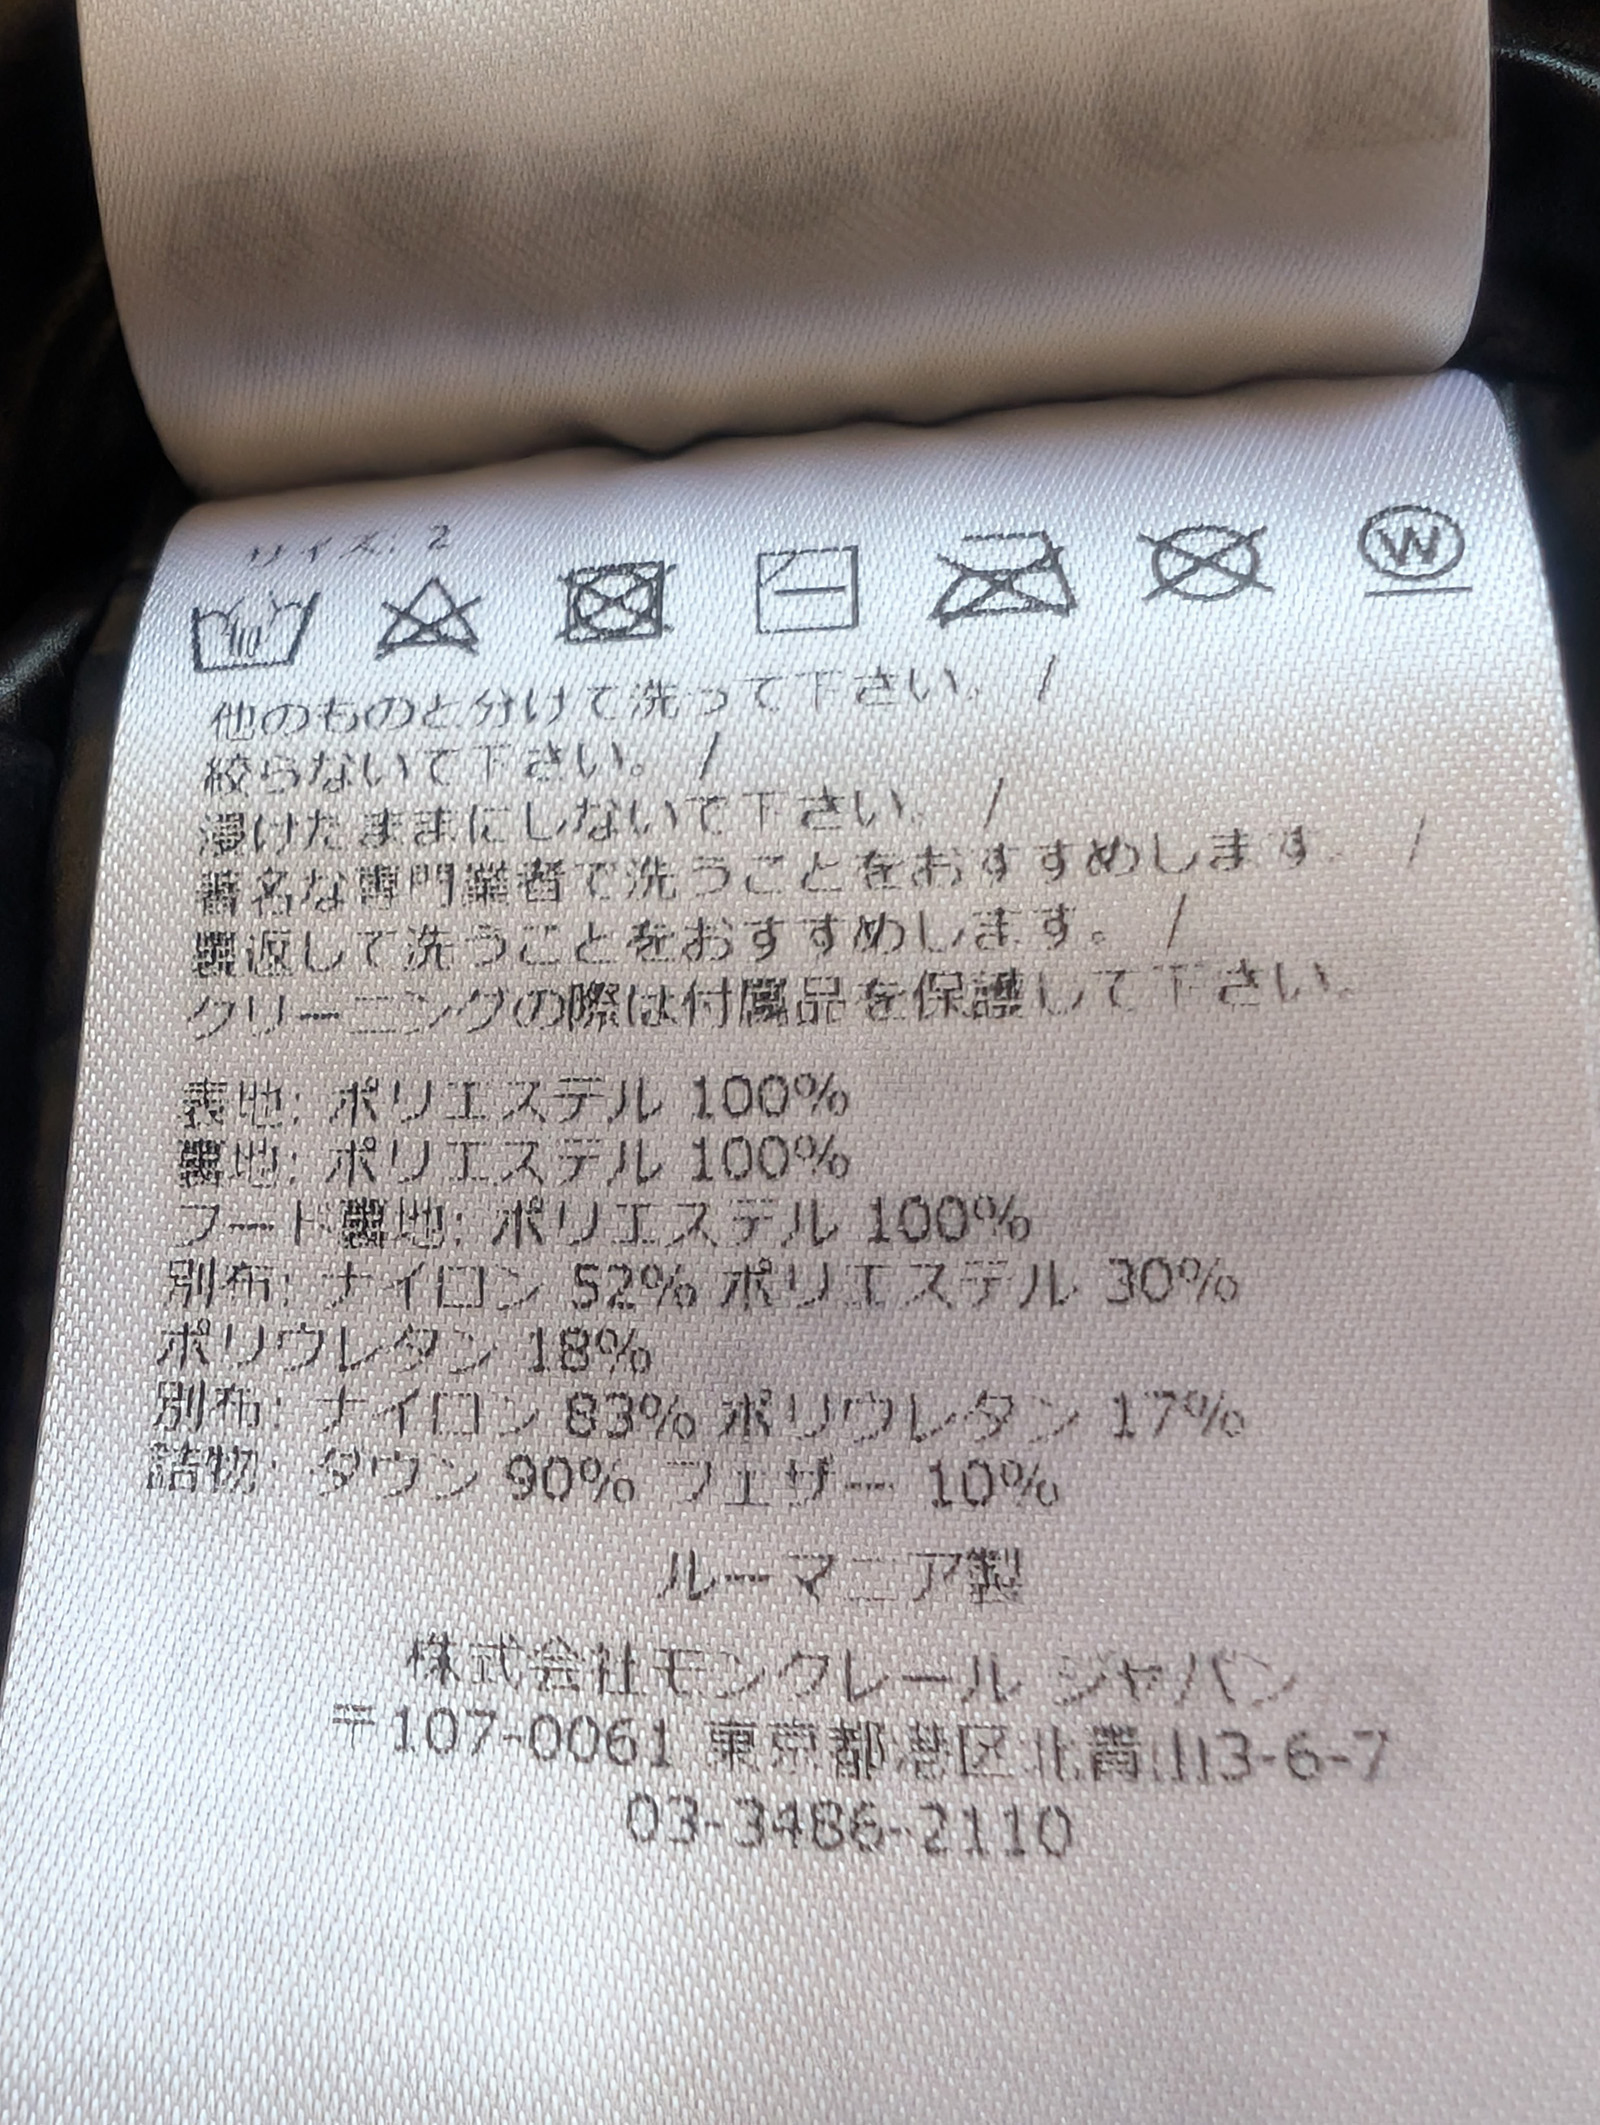 サイズ: 2
W
他のものと分けて洗って下さい。 /
絞らないで下さい。 /
浸けたままにしないで下さい。 /
著名な専門業者で洗うことをおすすめします。 /
裏返して洗うことをおすすめします。 /
クリーニングの際は付属品を保護して下さい。
表地: ポリエステル 100%
裏地: ポリエステル 100%
フード裏地: ポリエステル 100%
別布: ナイロン 52% ポリエステル 30%
ポリウレタン 18%
別布: ナイロン 83% ポリウレタン 17%
詰物: ダウン 90% フェザー 10%
ルーマニア製
株式会社モンクレール ジャパン
〒107-0061 東京都港区北青山3-6-7
03-3486-2110